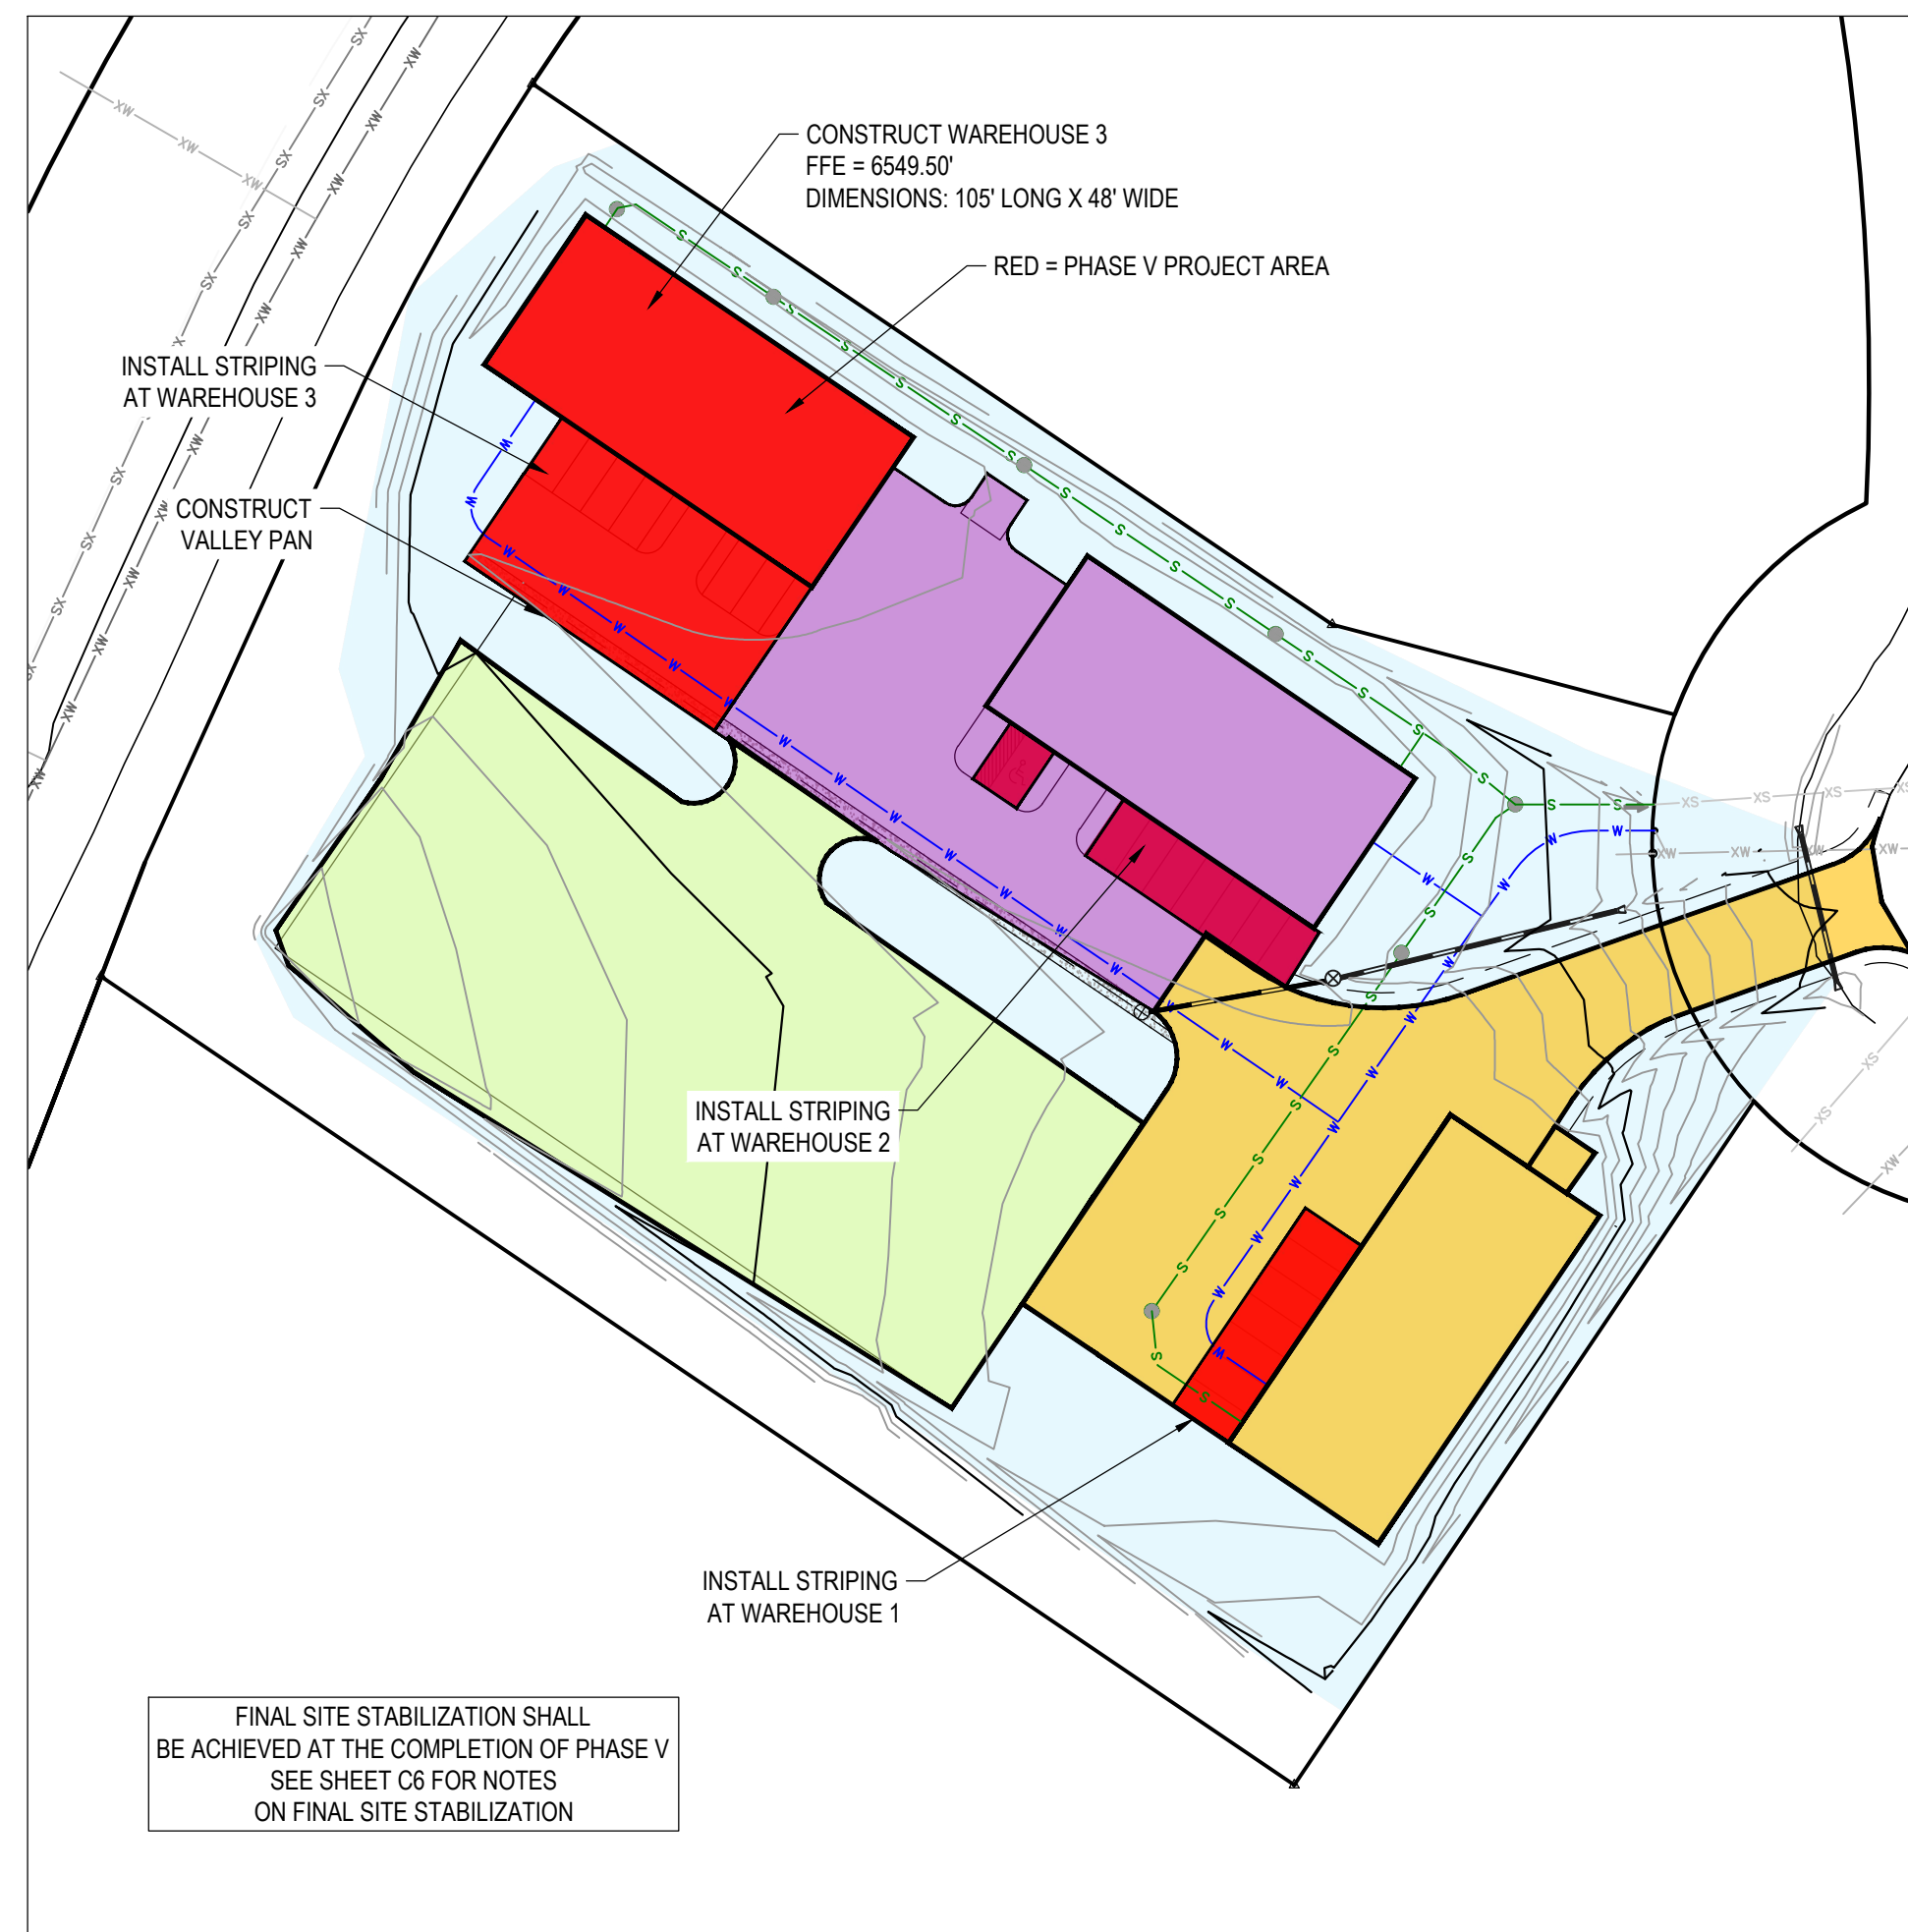 CONSTRUCT WAREHOUSE 3
FFE = 6549.50'
DIMENSIONS: 105' LONG X 48' WIDE
RED = PHASE V PROJECT AREA
INSTALL STRIPING
AT WAREHOUSE 3
CONSTRUCT
VALLEY PAN
INSTALL STRIPING
AT WAREHOUSE 2
INSTALL STRIPING
AT WAREHOUSE 1
FINAL SITE STABILIZATION SHALL
BE ACHIEVED AT THE COMPLETION OF PHASE V
SEE SHEET C6 FOR NOTES
ON FINAL SITE STABILIZATION